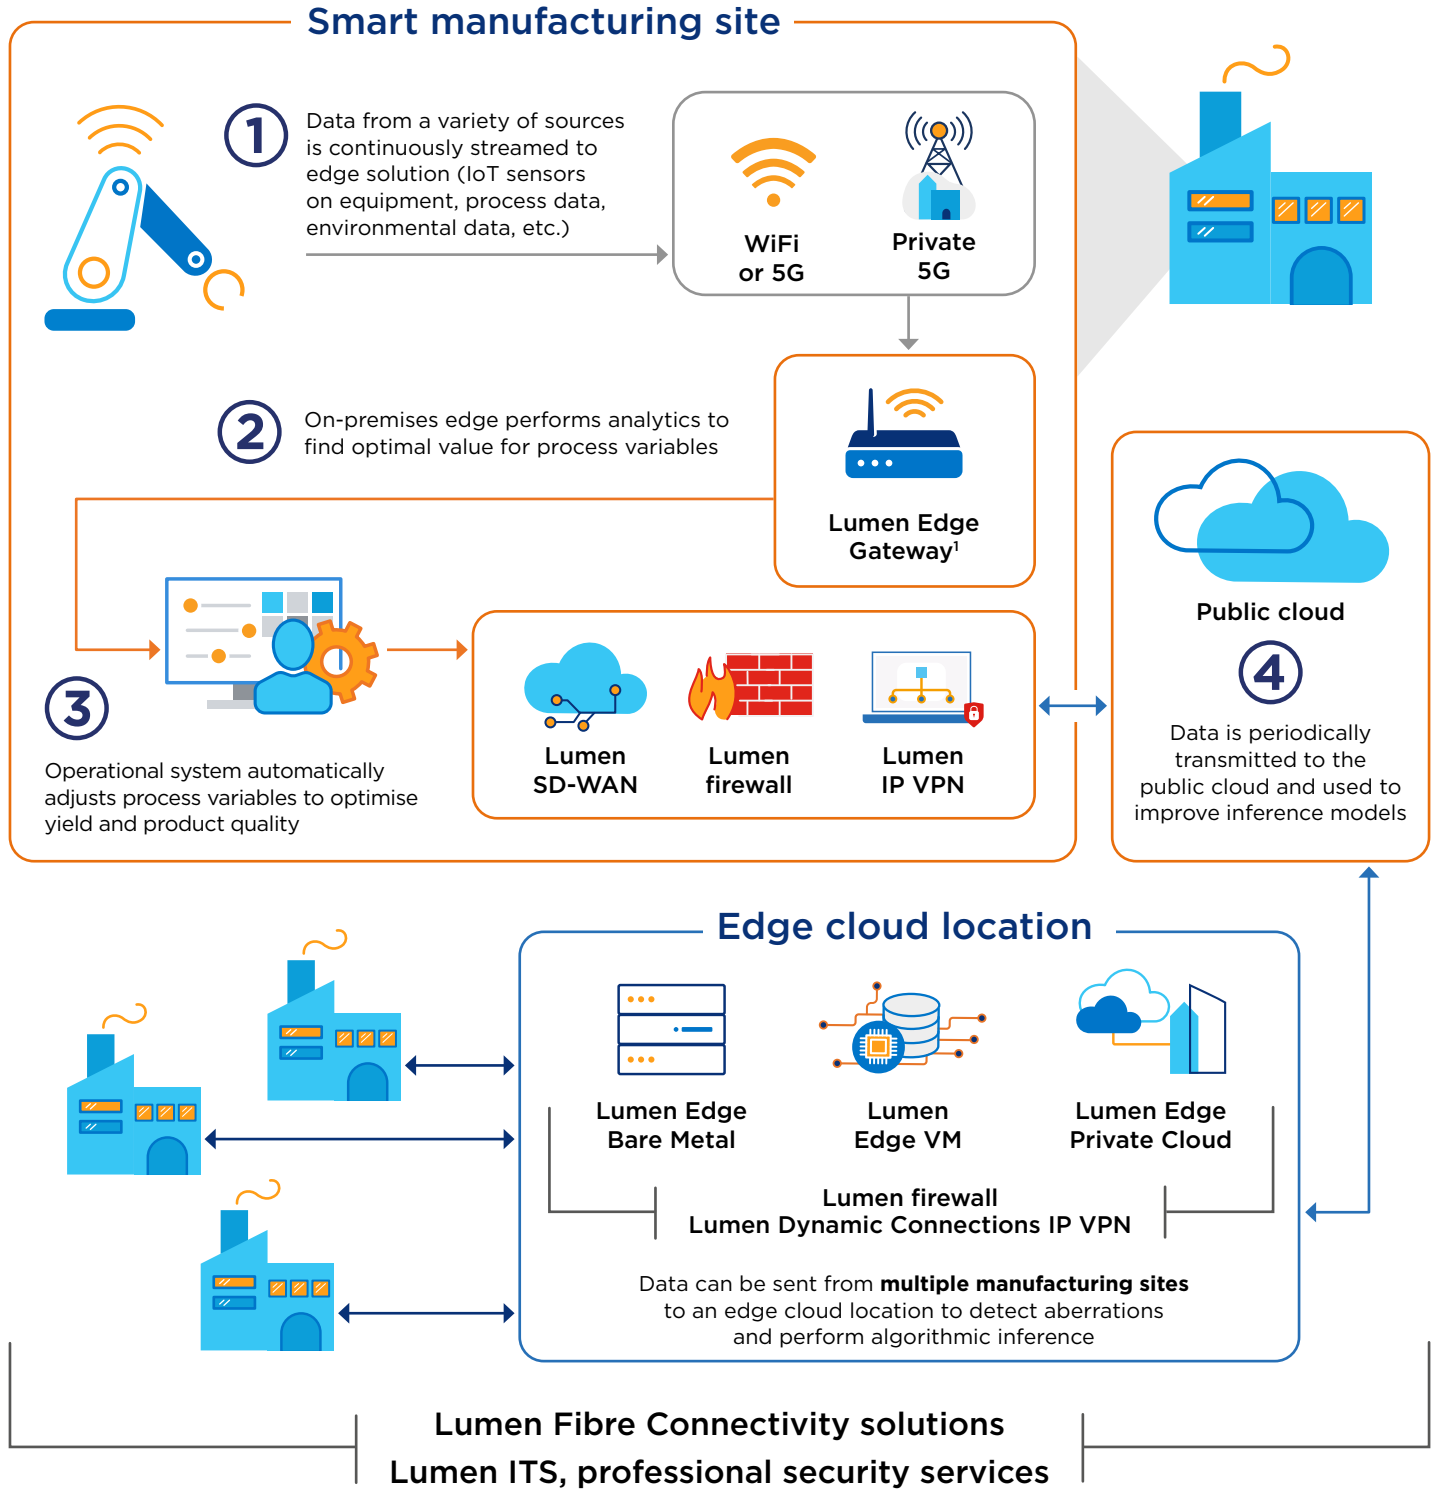 Smart manufacturing site
1
Data from a variety of sources
is continuously streamed to
edge solution (IoT sensors
on equipment, process data,
environmental data, etc.)
WiFi
or 5G
Private
5G
2
On-premises edge performs analytics to
find optimal value for process variables
Lumen Edge
Gateway¹
3
Operational system automatically
adjusts process variables to optimise
yield and product quality
Lumen
SD-WAN
Lumen
firewall
Lumen
IP VPN
Public cloud
4
Data is periodically
transmitted to the
public cloud and used to
improve inference models
Edge cloud location
Lumen Edge
Bare Metal
Lumen
Edge VM
Lumen Edge
Private Cloud
Lumen firewall
Lumen Dynamic Connections IP VPN
Data can be sent from multiple manufacturing sites
to an edge cloud location to detect aberrations
and perform algorithmic inference
Lumen Fibre Connectivity solutions
Lumen ITS, professional security services